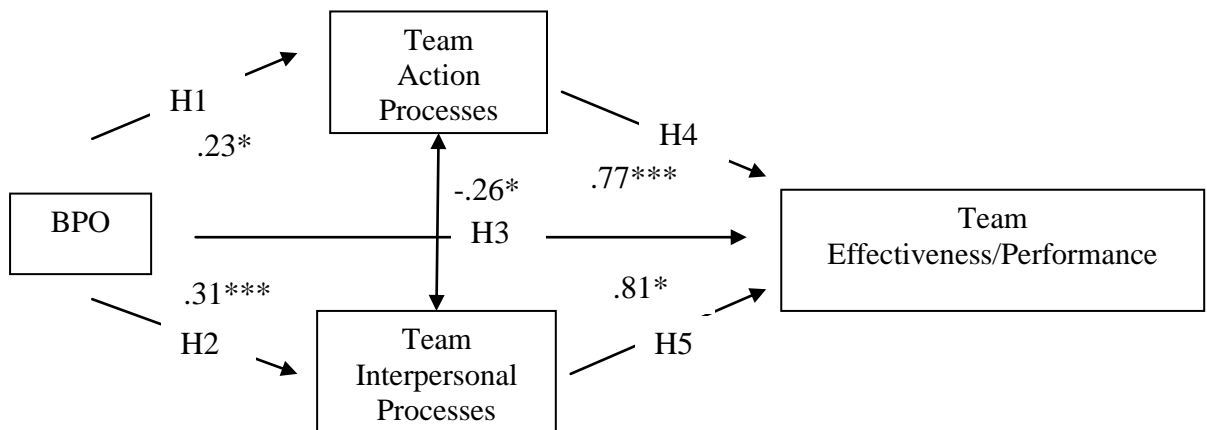 Team
Action
Processes
H1
.23*
H4
-.26*
.77***
BPO
H3
Team
Effectiveness/Performance
.31***
.81*
H2
H5
Team
Interpersonal
Processes